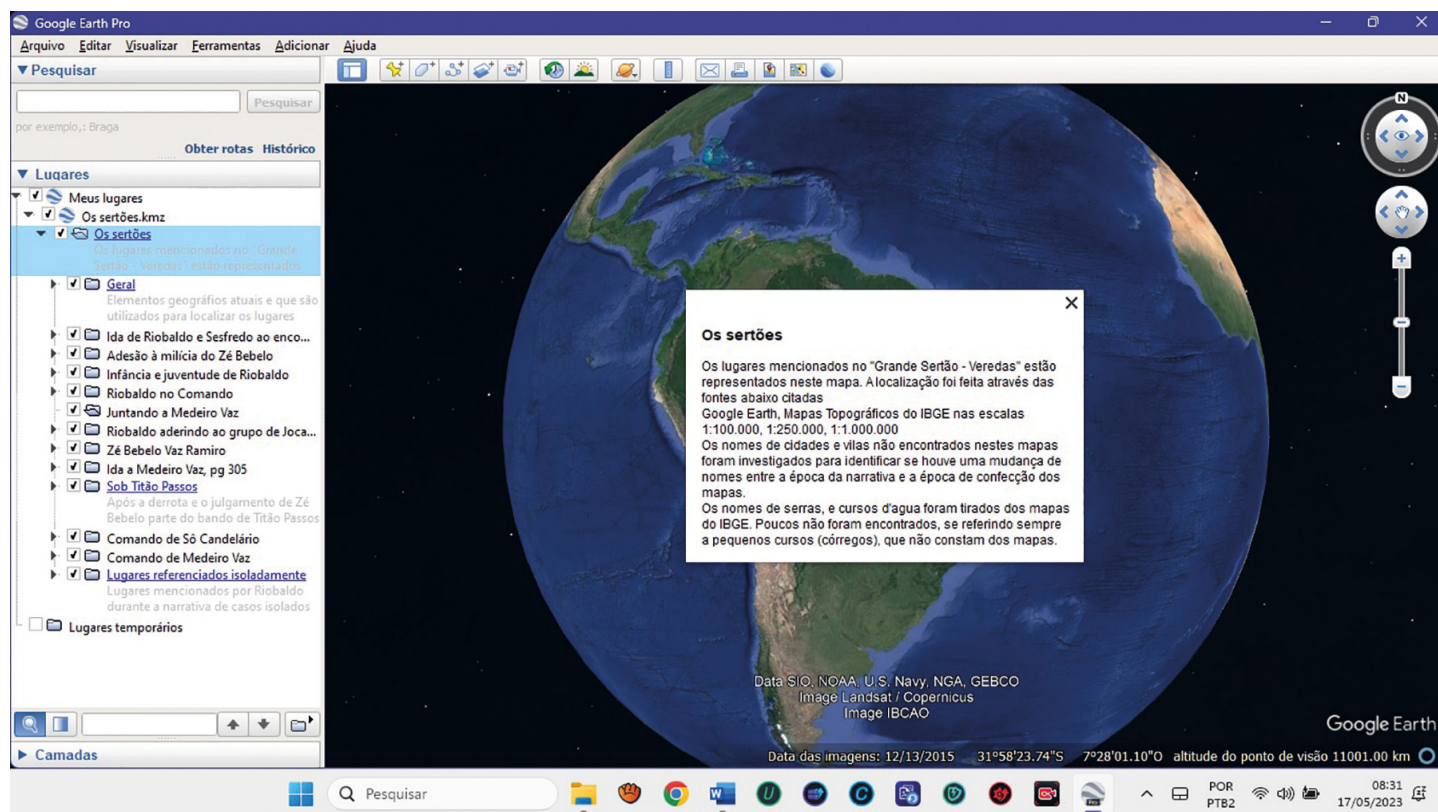 Google Earth Pro
Arquivo Editar Visualizar Ferramentas Adicionar Ajuda
Pesquisar
Pesquisar
por exemplo,: Braga
Obter rotas Histórico
Lugares
Meus lugares
Os sertões.kmz
Os sertões
Os lugares mencionados no "Grande
Sertão - Veredas" estão representados
Geral
Elementos geográfios atuais e que são
utilizados para localizar os lugares
Ida de Riobaldo e Sesfredo ao enco...
Adesão à milícia do Zé Bebelo
Infância e juventude de Riobaldo
Riobaldo no Comando
Juntando a Medeiro Vaz
Riobaldo aderindo ao grupo de Joca...
Zé Bebelo Vaz Ramiro
Ida a Medeiro Vaz, pg 305
Sob Titão Passos
Após a derrota e o julgamento de Zé
Bebelo parte do bando de Titão Passos
Comando de Sô Candelário
Comando de Medeiro Vaz
Lugares referenciados isoladamente
Lugares mencionados por Riobaldo
durante a narrativa de casos isolados
Lugares temporários
Camadas
N
Os sertões
Os lugares mencionados no "Grande Sertão - Veredas" estão
representados neste mapa. A localização foi feita através das
fontes abaixo citadas
Google Earth, Mapas Topográficos do IBGE nas escalas
1:100.000, 1:250.000, 1:1.000.000
Os nomes de cidades e vilas não encontrados nestes mapas
foram investigados para identificar se houve uma mudança de
nomes entre a época da narrativa e a época de confecção dos
mapas.
Os nomes de serras, e cursos d'agua foram tirados dos mapas
do IBGE. Poucos não foram encontrados, se referindo sempre
a pequenos cursos (córregos), que não constam dos mapas.
Data SIO, NOAA, U.S. Navy, NGA, GEBCO
Image Landsat / Copernicus
Image IBCAO
Google Earth
Data das imagens: 12/13/2015 31°58'23.74"S 7°28'01.10"O altitude do ponto de visão 11001.00 km
Pesquisar
POR
PTB2
08:31
17/05/2023